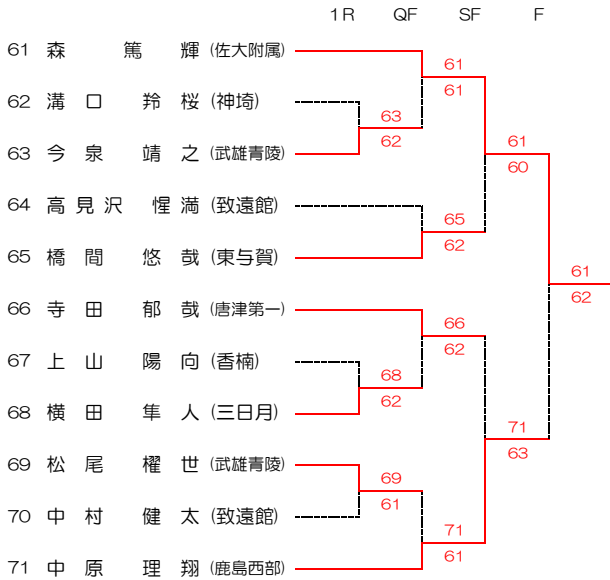 1R QF SF F
61 森 篤 輝 (佐大附属)
61
61
62 溝 口 羚 桜 (神埼)
63
62
61
60
63 今 泉 靖 之 (武雄青陵)
64 高 見 沢 惺 満 (致遠館)
65
62
65 橋 間 悠 哉 (東与賀)
61
62
66 寺 田 郁 哉 (唐津第一)
66
62
67 上 山 陽 向 (香楠)
68
62
68 横 田 隼 人 (三日月)
71
63
69 松 尾 櫂 世 (武雄青陵)
69
61
70 中 村 健 太 (致遠館)
71
61
71 中 原 理 翔 (鹿島西部)